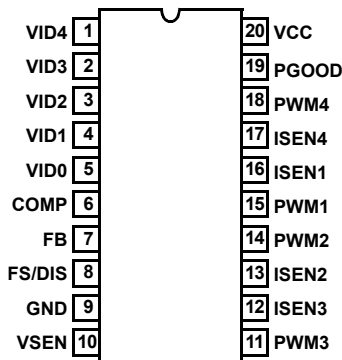 VID4 1 20 VCC
VID3 2 19 PGOOD
VID2 3 18 PWM4
VID1 4 17 ISEN4
VID0 5 16 ISEN1
COMP 6 15 PWM1
FB 7 14 PWM2
FS/DIS 8 13 ISEN2
GND 9 12 ISEN3
VSEN 10 11 PWM3